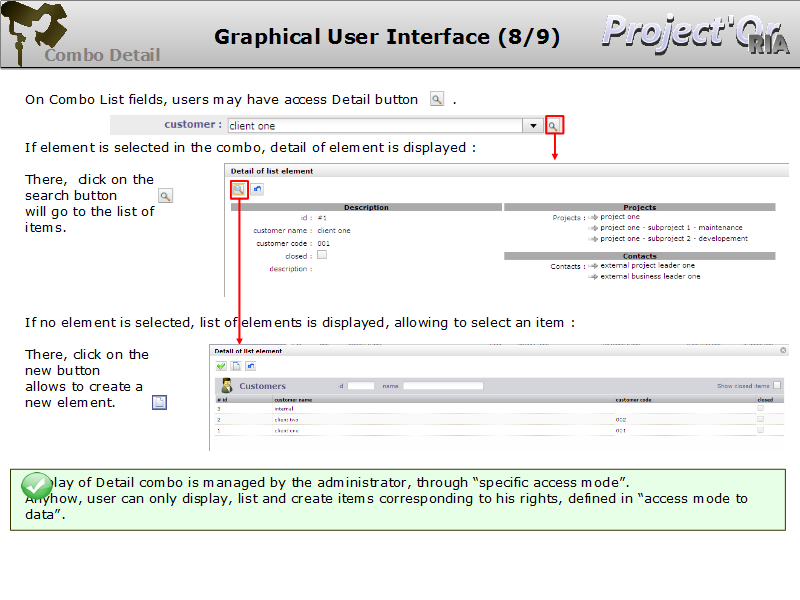 Graphical User Interface (8/9)
Project'Or
RIA
Combo Detail
On Combo List fields, users may have access Detail button .
customer : client one
If element is selected in the combo, detail of element is displayed :
There, click on the
search button
will go to the list of
items.
Detail of list element
Description
id : #1
customer name : client one
customer code : 001
closed :
description :
Projects
Projects : project one
project one - subproject 1 - maintenance
project one - subproject 2 - developement
Contacts
Contacts : external project leader one
external business leader one
If no element is selected, list of elements is displayed, allowing to select an item :
There, click on the
new button
allows to create a
new element.
Detail of list element
Customers id name Show closed items
# id customer name customer code closed
3 internal
2 client two 002
1 client one 001
play of Detail combo is managed by the administrator, through “specific access mode”.
Anyhow, user can only display, list and create items corresponding to his rights, defined in “access mode to
data”.